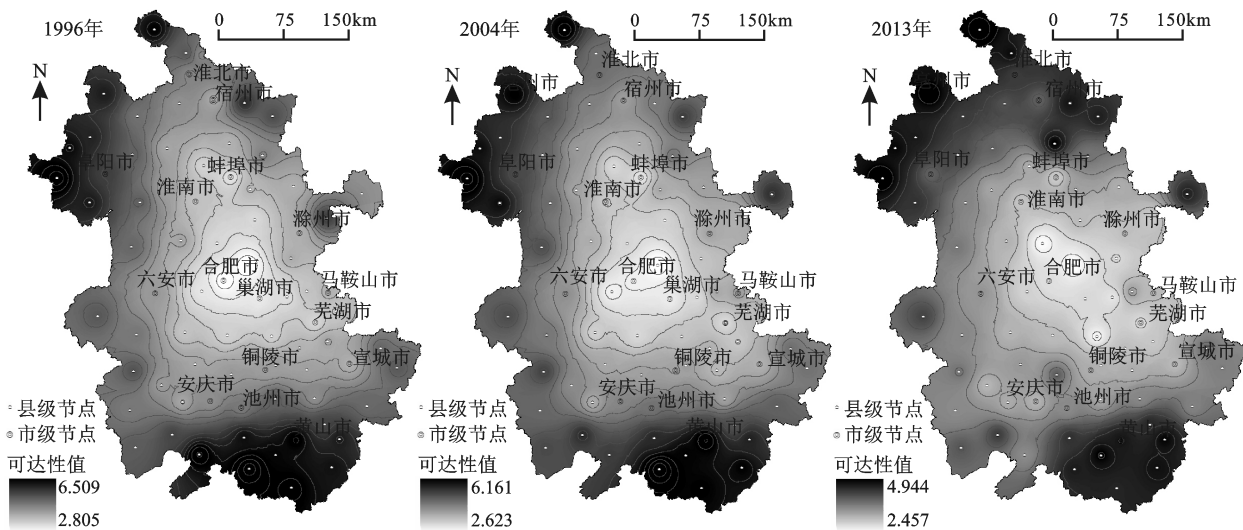 1996年
0 75 150km
N
淮北市
宿州市
阜阳市
蚌埠市
淮南市
滁州市
合肥市
六安市
巢湖市
马鞍山市
芜湖市
铜陵市
宣城市
安庆市
池州市
黄山市
县级节点
市级节点
可达性值
6.509
2.805
2004年
0 75 150km
N
淮北市
州市
宿州市
阜阳市
蚌埠市
淮南市
滁州市
合肥市
六安市
巢湖市
马鞍山市
芜湖市
铜陵市
宣城市
安庆市
池州市
黄山市
县级节点
市级节点
可达性值
6.161
2.623
2013年
0 75 150km
N
淮北市
州市
宿州市
阜阳市
蚌埠市
淮南市
滁州市
合肥市
六安市
马鞍山市
芜湖市
铜陵市
宣城市
安庆市
池州市
县级节点
市级节点
可达性值
4.944
2.457